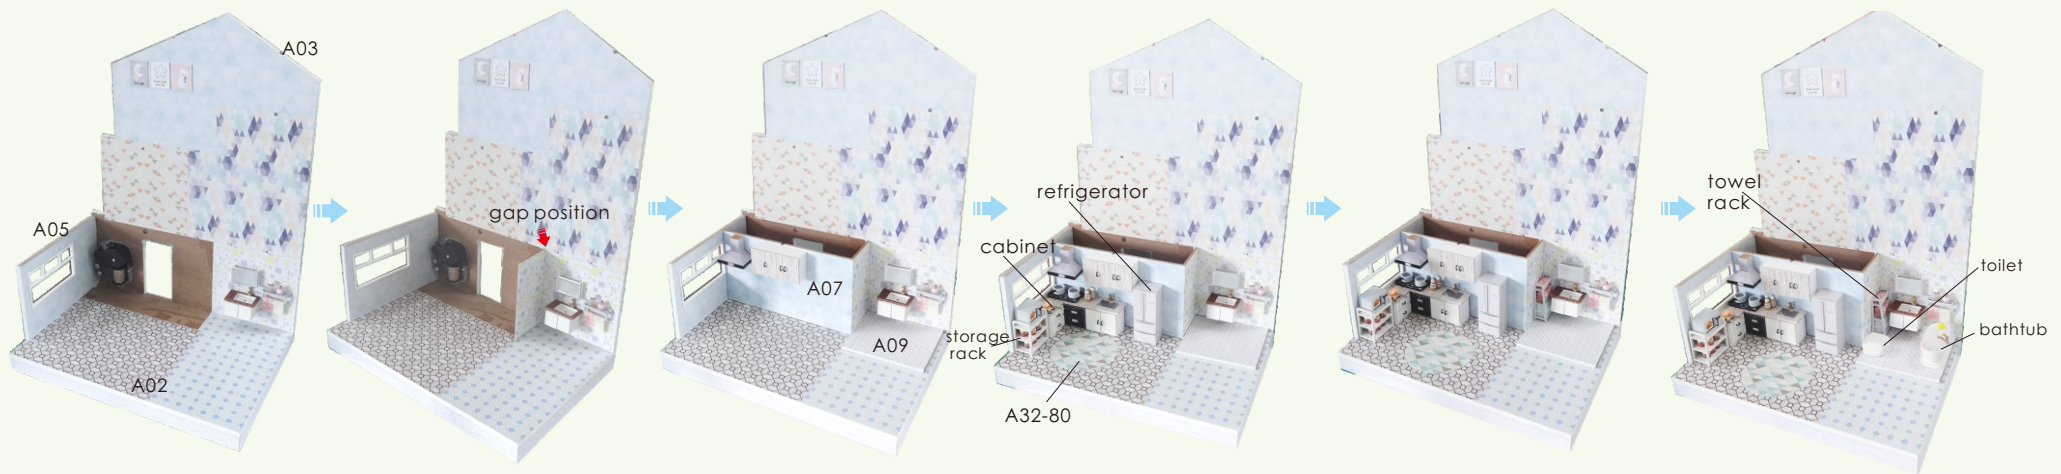 A03
A05
A02
gap position
A07
A09
refrigerator
cabinet
storage
rack
A32-80
towel
rack
toilet
bathtub